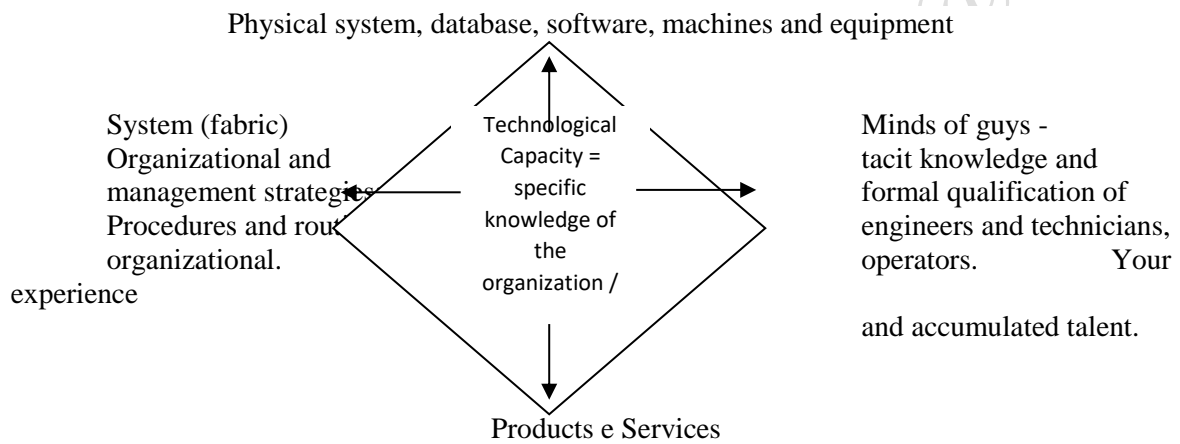 Physical system, database, software, machines and equipment
System (fabric)
Organizational and
management strategies
Procedures and routi
organizational.
experience
Technological
Capacity =
specific
knowledge of
the
organization /
Minds of guys -
tacit knowledge and
formal qualification of
engineers and technicians,
operators. Your
and accumulated talent.
Products e Services